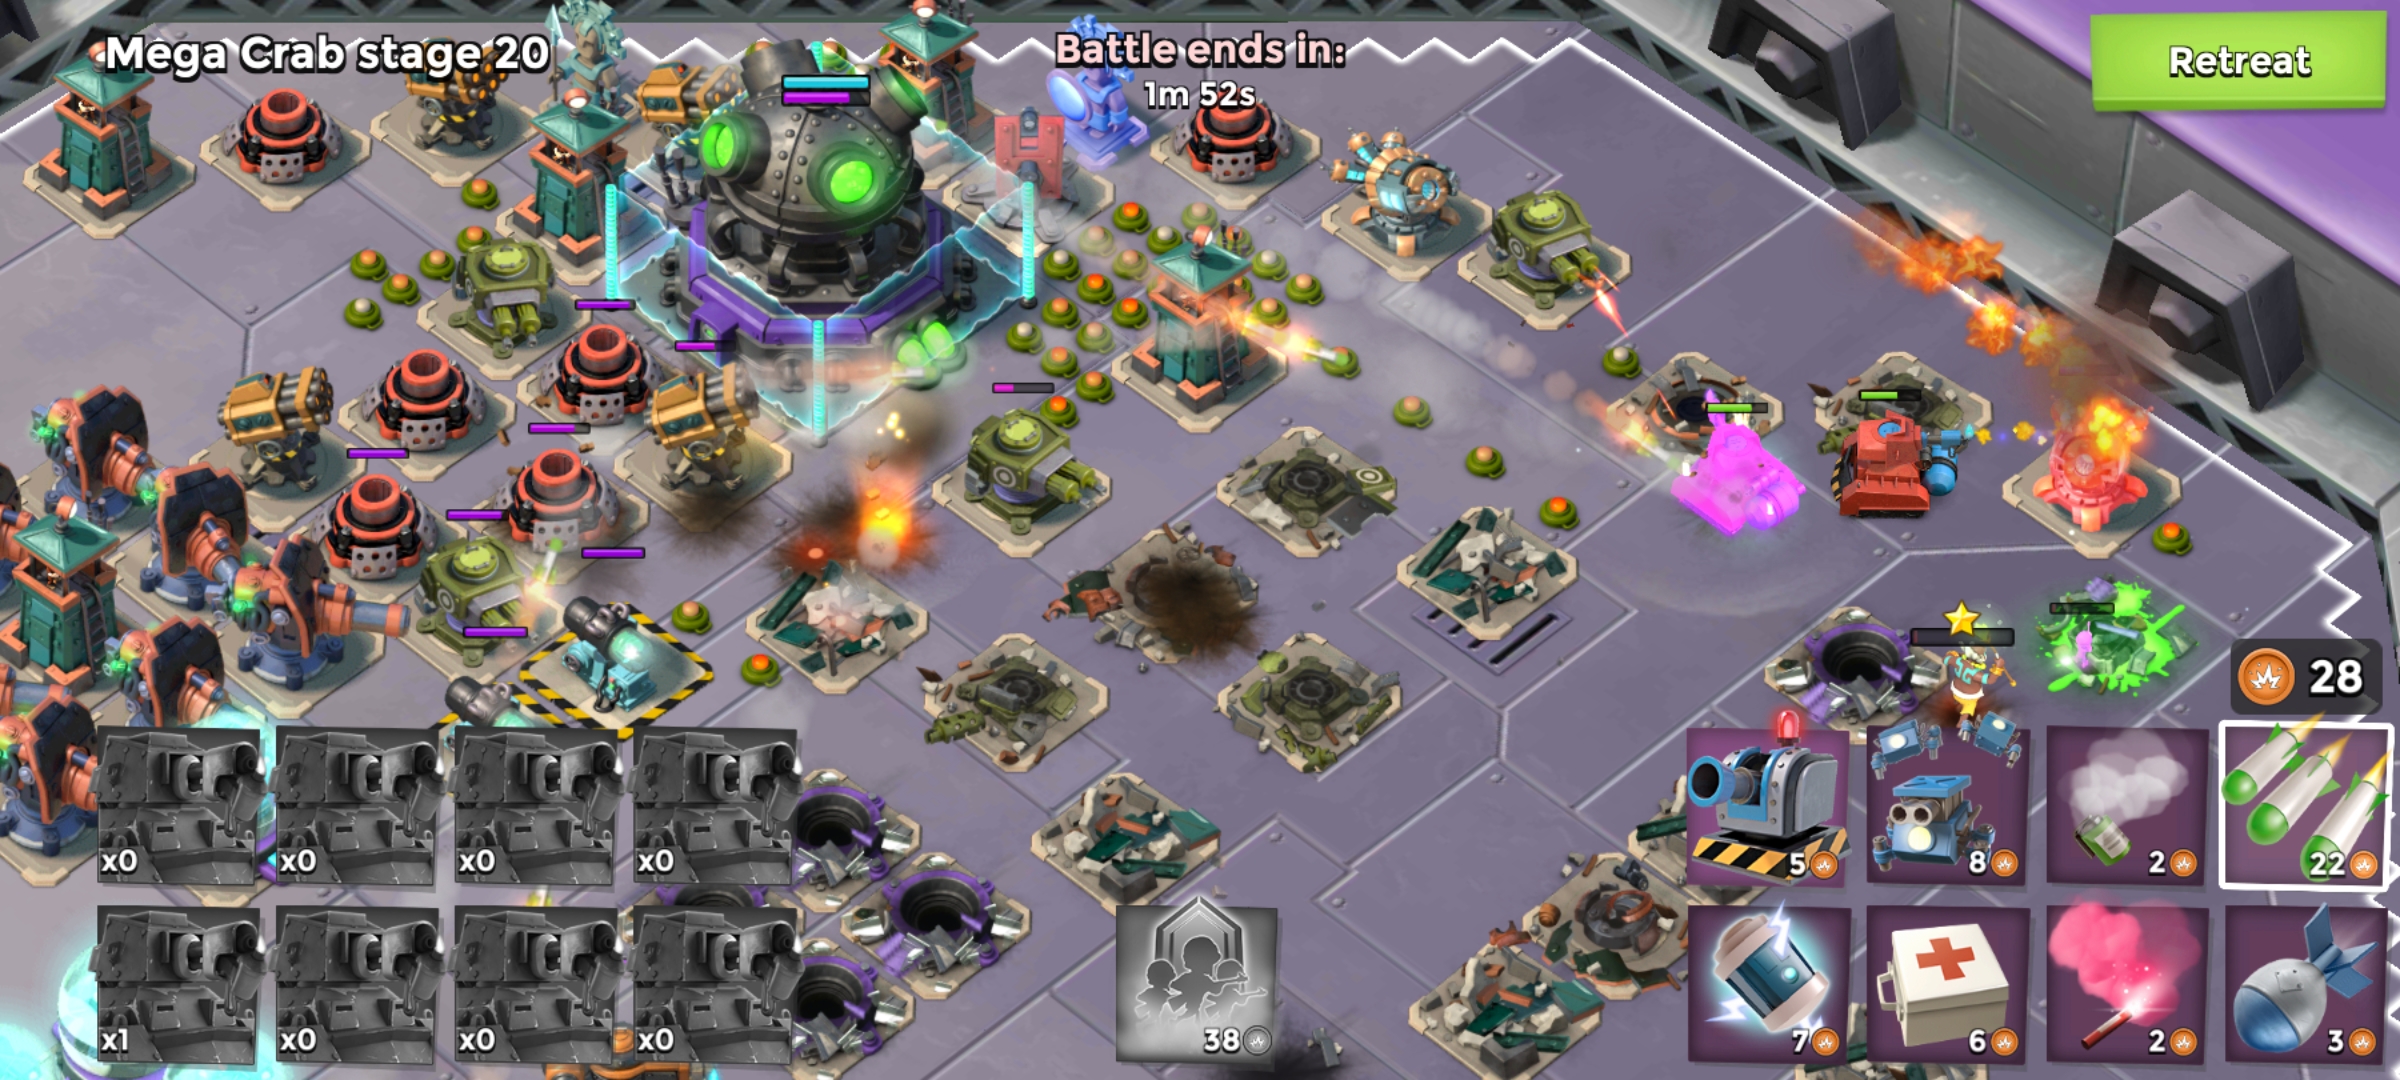 Mega Crab stage 20
Battle ends in:
1m 52s
Retreat
28
x0
x0
x0
x0
5
8
2
22
x1
x0
x0
x0
38
7
6
2
3